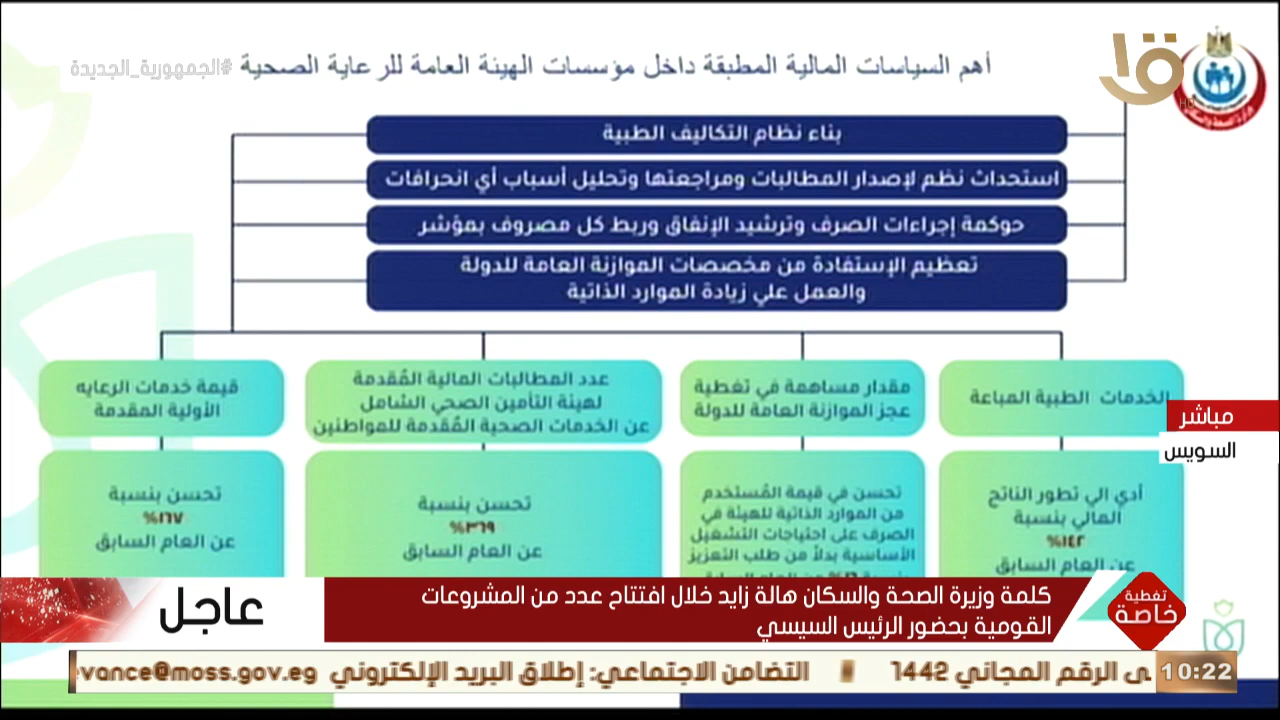 أهم السياسات المالية المطبقة داخل مؤسسات الهيئة العامة للرعاية الصحية
#الجمهورية_الجديدة
HD
بناء نظام التكاليف الطبية
استحداث نظم لإصدار المطالبات ومراجعتها وتحليل أسباب أي انحرافات
حوكمة إجراءات الصرف وترشيد الإنفاق وربط كل مصروف بمؤشر
تعظيم الإستفادة من مخصصات الموازنة العامة للدولة
والعمل علي زيادة الموارد الذاتية
الخدمات الطبية المباعة
أدي الي تطور الناتج
المالي بنسبة
%١٤٢
عن العام السابق
مقدار مساهمة في تغطية
عجز الموازنة العامة للدولة
تحسن في قيمة المُستخدم
من الموارد الذاتية للهيئة في
الصرف على احتياجات التشغيل
الأساسية بدلاً من طلب التعزيز
عدد المطالبات المالية المُقدمة
لهيئة التأمين الصحي الشامل
عن الخدمات الصحية المُقدمة للمواطنين
تحسن بنسبة
%٣٦٩
عن العام السابق
قيمة خدمات الرعايه
الأولية المقدمة
تحسن بنسبة
%١٦٧
عن العام السابق
مباشر
السويس
تغطية
خاصة
كلمة وزيرة الصحة والسكان هالة زايد خلال افتتاح عدد من المشروعات
القومية بحضور الرئيس السيسي
عاجل
10:22
الرقم المجاني 1442 التضامن الاجتماعي: إطلاق البريد الإلكتروني vance@moss.gov.eg